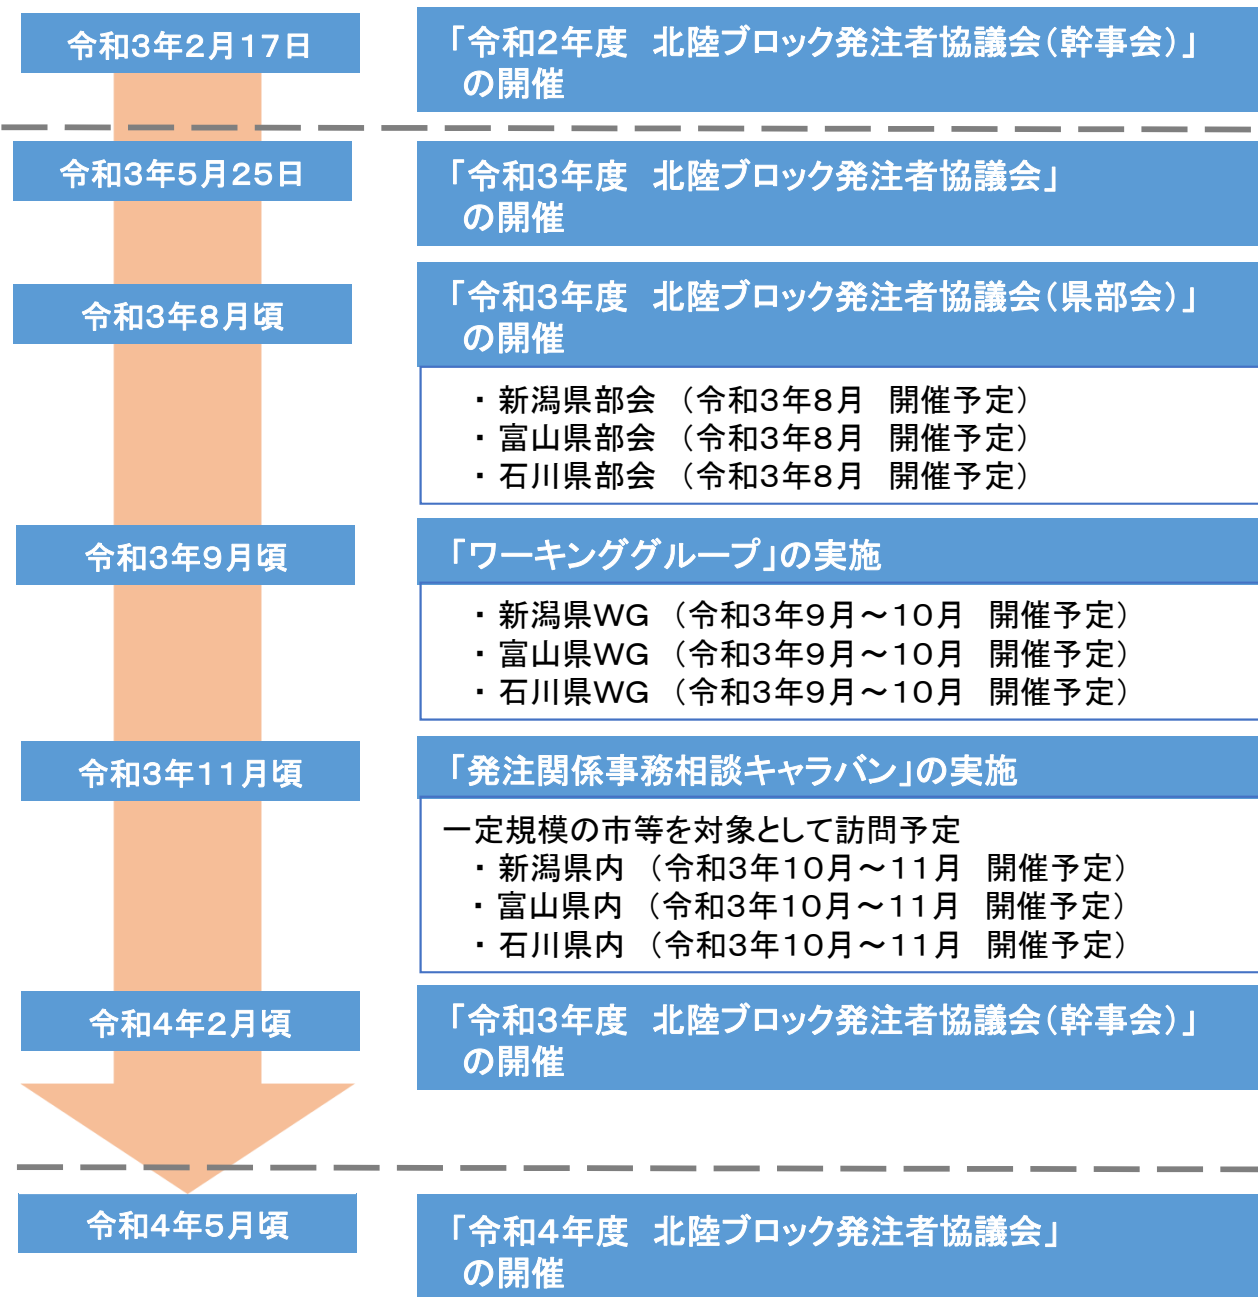 令和3年2月17日
「令和2年度　北陸ブロック発注者協議会（幹事会）」
の開催
令和3年5月25日
「令和3年度　北陸ブロック発注者協議会」
の開催
令和3年8月頃
「令和3年度　北陸ブロック発注者協議会（県部会）」
の開催
・新潟県部会　（令和3年8月　開催予定）
・富山県部会　（令和3年8月　開催予定）
・石川県部会　（令和3年8月　開催予定）
令和3年9月頃
「ワーキンググループ」の実施
・新潟県WG　（令和3年9月～10月　開催予定）
・富山県WG　（令和3年9月～10月　開催予定）
・石川県WG　（令和3年9月～10月　開催予定）
令和3年11月頃
「発注関係事務相談キャラバン」の実施
一定規模の市等を対象として訪問予定
・新潟県内　（令和3年10月～11月　開催予定）
・富山県内　（令和3年10月～11月　開催予定）
・石川県内　（令和3年10月～11月　開催予定）
令和4年2月頃
「令和3年度　北陸ブロック発注者協議会（幹事会）」
の開催
令和4年5月頃
「令和4年度　北陸ブロック発注者協議会」
の開催